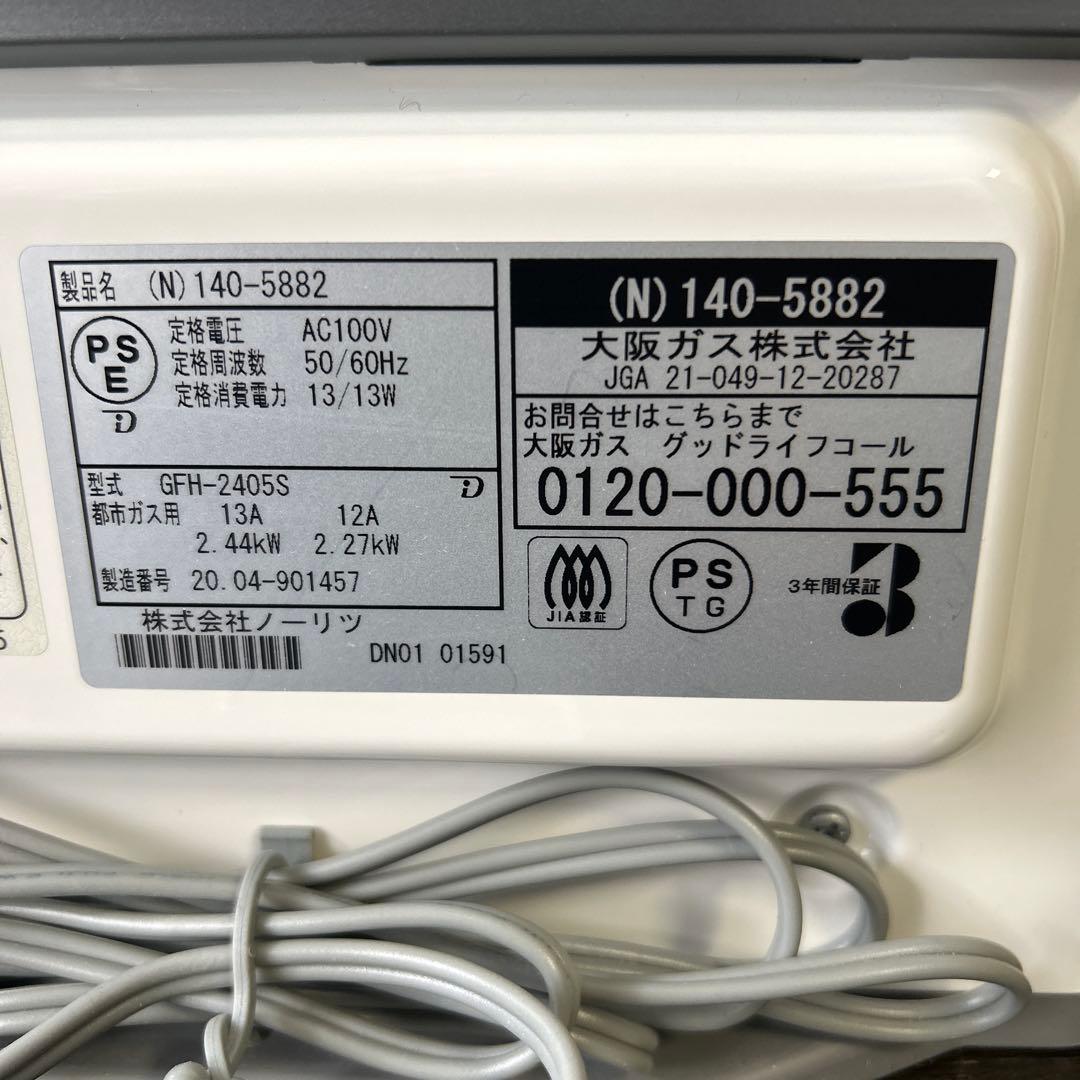 製品名 (N)140-5882
PS
E
定格電圧 AC100V
定格周波数 50/60Hz
定格消費電力 13/13W
型式 GFH-2405S
都市ガス用 13A 12A
2.44kW 2.27kW
製造番号 20.04-901457
株式会社ノーリツ
DN01 01591
(N)140-5882
大阪ガス株式会社
JGA 21-049-12-20287
お問合せはこちらまで
大阪ガス グッドライフコール
0120-000-555
JIA認証
PS
TG
3年間保証
3
5